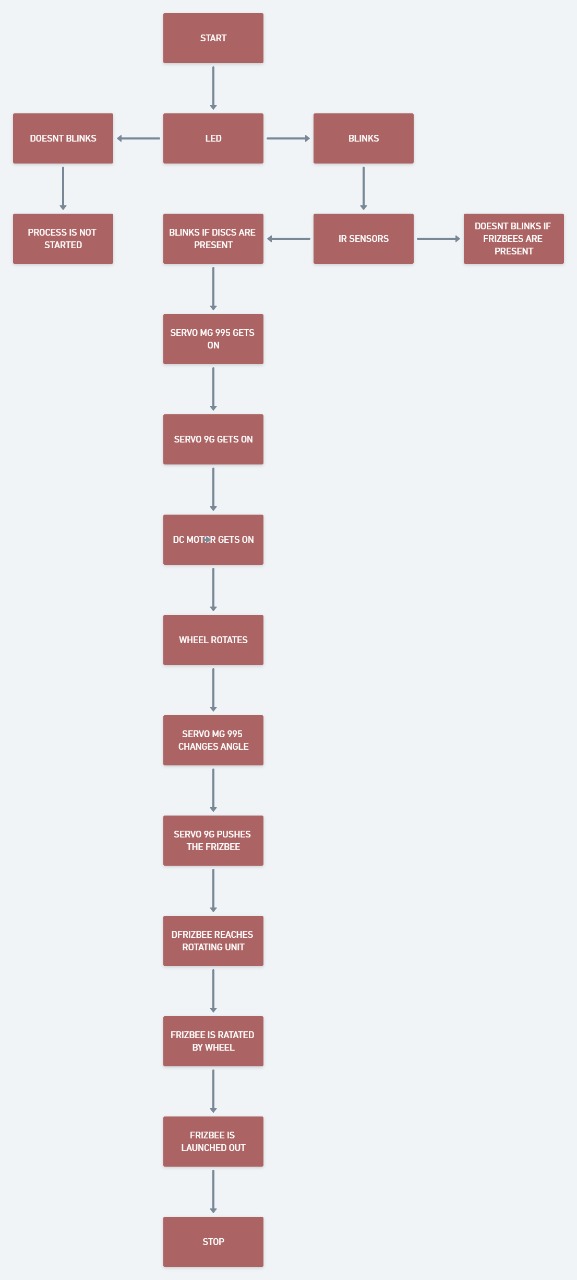 START
DOESNT BLINKS
LED
BLINKS
PROCESS IS NOT
STARTED
BLINKS IF DISCS ARE
PRESENT
IR SENSORS
DOESNT BLINKS IF
FRIZBEES ARE
PRESENT
SERVO MG 995 GETS
ON
SERVO 9G GETS ON
DC MOTOR GETS ON
WHEEL ROTATES
SERVO MG 995
CHANGES ANGLE
SERVO 9G PUSHES
THE FRIZBEE
DFRIZBEE REACHES
ROTATING UNIT
FRIZBEE IS RATATED
BY WHEEL
FRIZBEE IS
LAUNCHED OUT
STOP